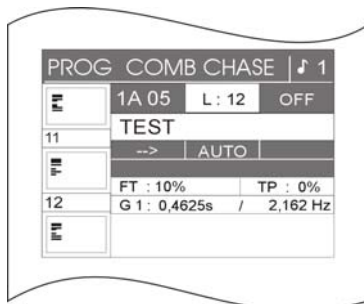 PROG COMB CHASE ♪ 1
1A 05 L : 12 OFF
TEST
11
--> AUTO
FT : 10% TP : 0%
12
G 1 : 0,4625s / 2,162 Hz